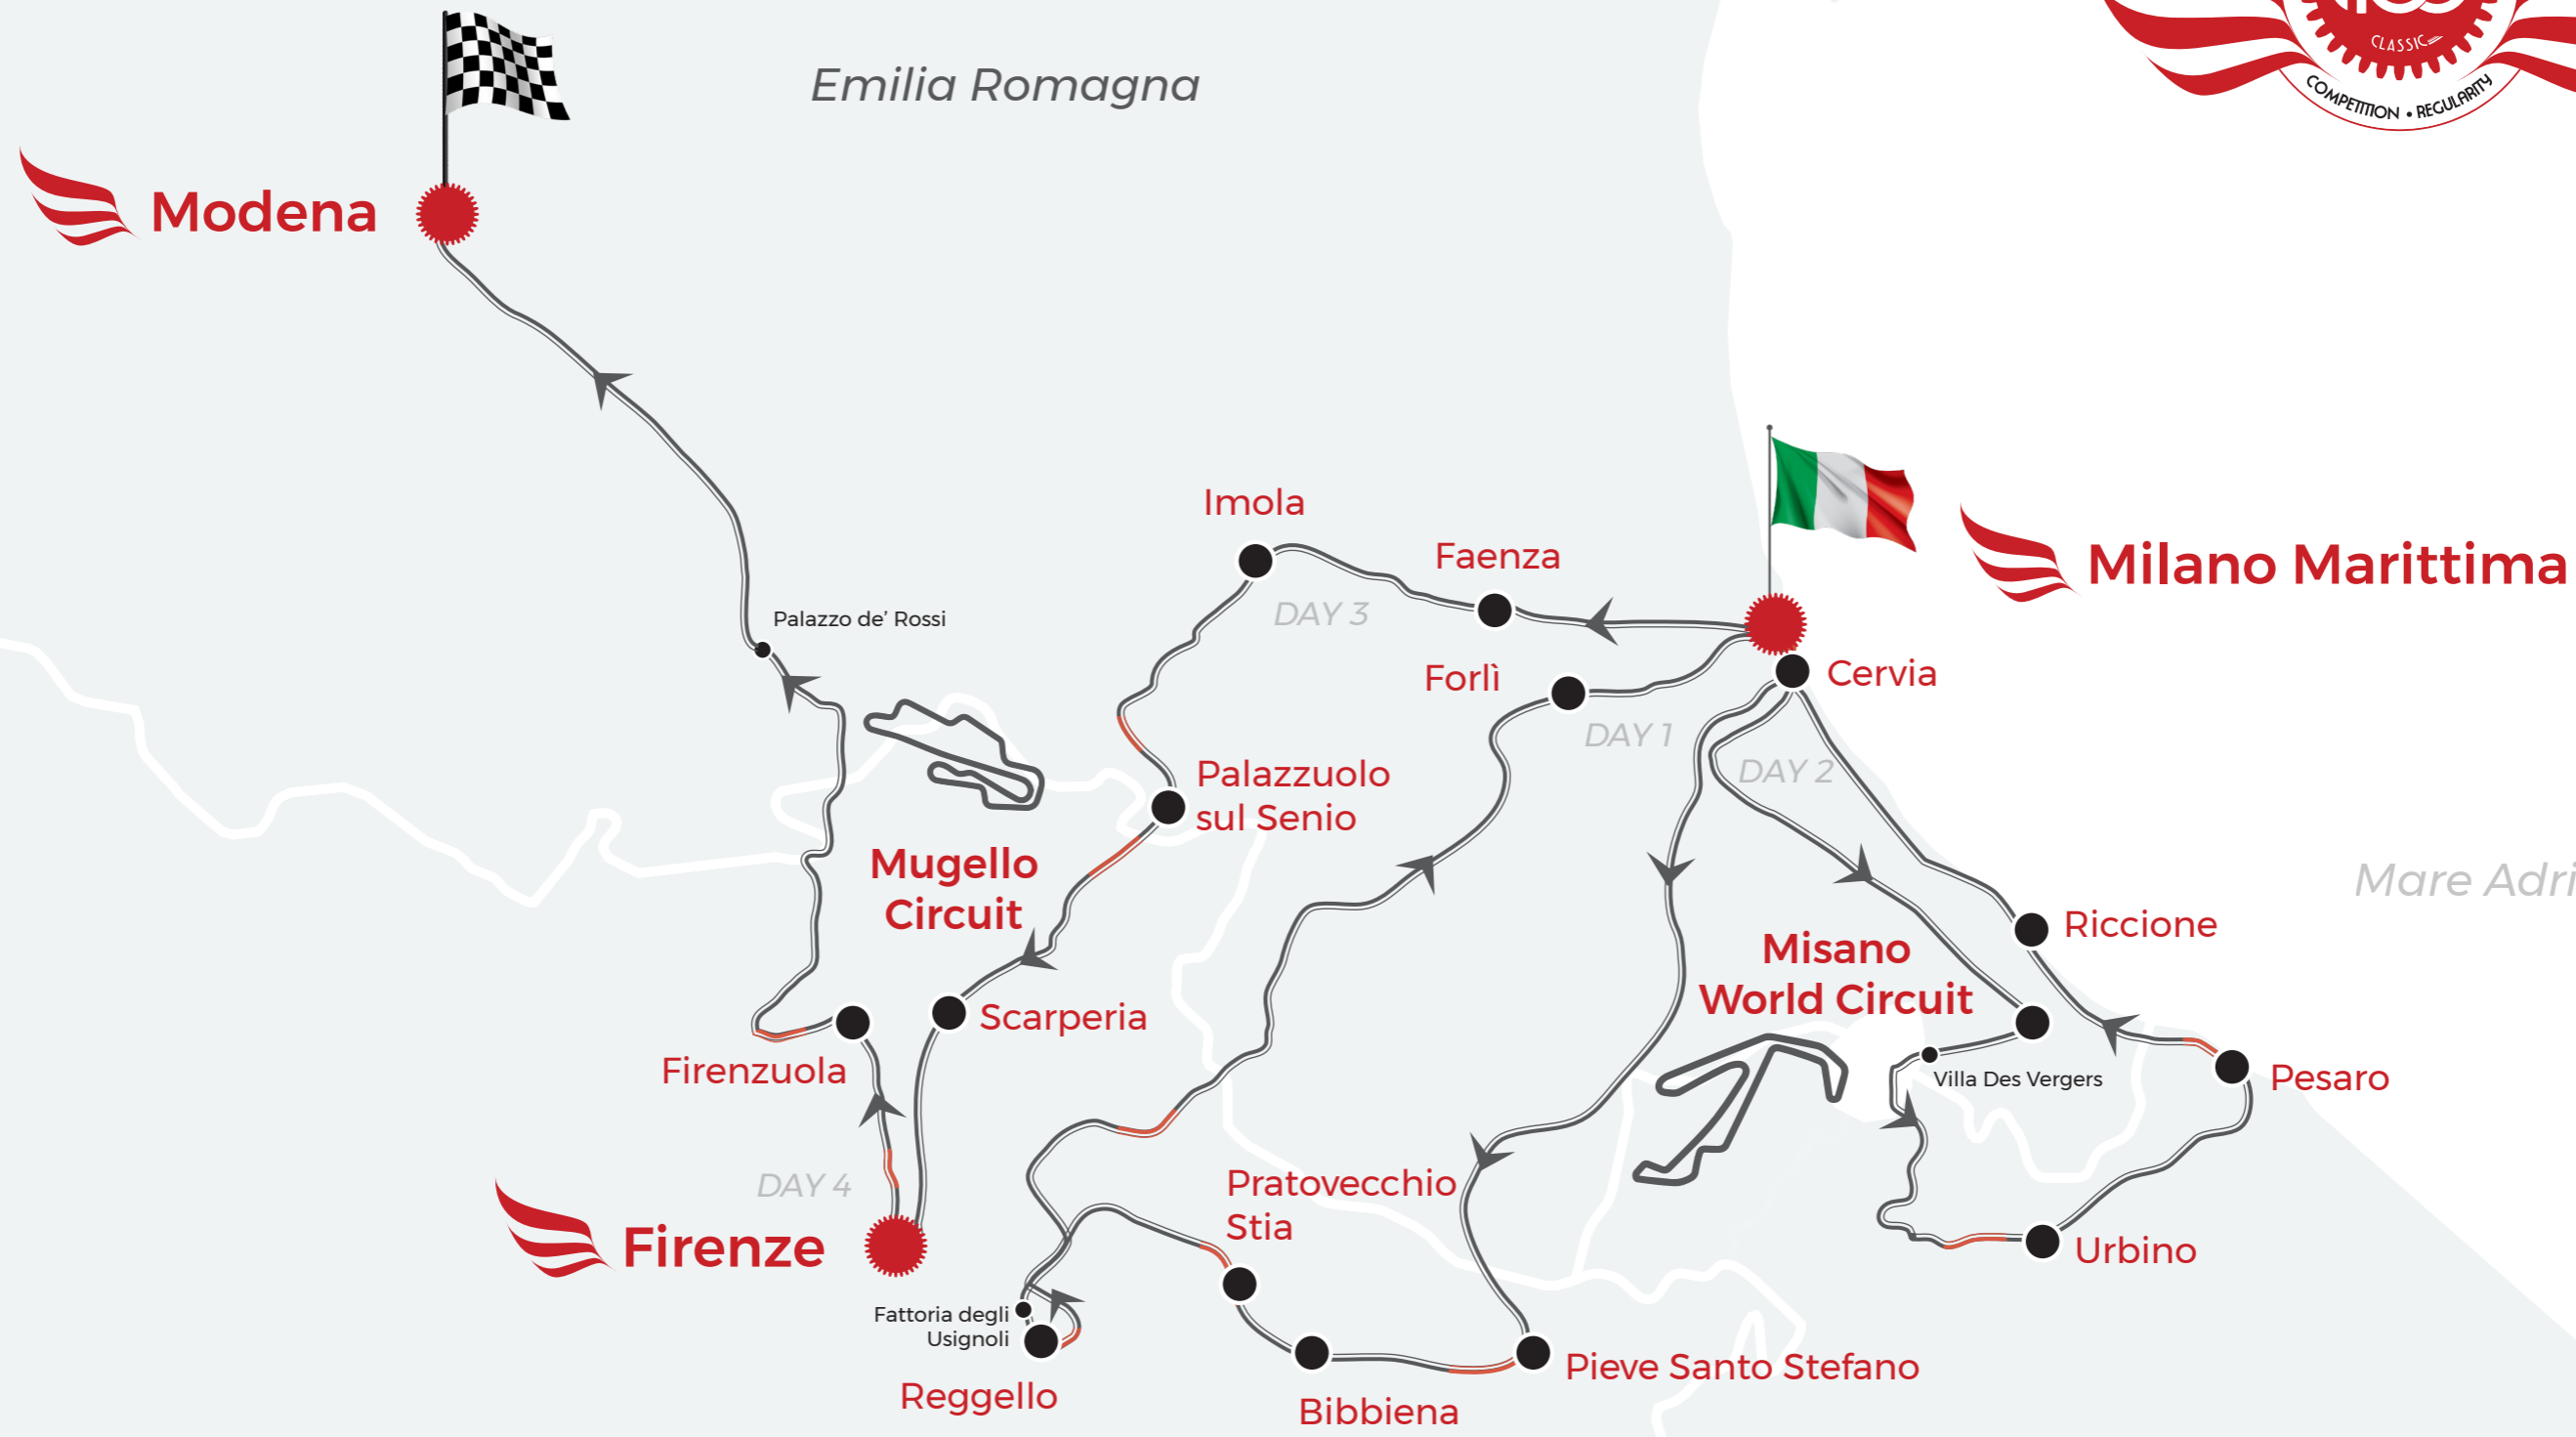 CLASSIC
COMPETITION • REGULARITY
Emilia Romagna
Modena
Imola
Faenza
Milano Marittima
DAY 3
Palazzo de’ Rossi
Forlì
Cervia
DAY 1
DAY 2
Palazzuolo
sul Senio
Mugello
Circuit
Mare Adri
Riccione
Misano
World Circuit
Scarperia
Firenzuola
Villa Des Vergers
Pesaro
DAY 4
Pratovecchio
Stia
Firenze
Urbino
Fattoria degli
Usignoli
Pieve Santo Stefano
Reggello
Bibbiena